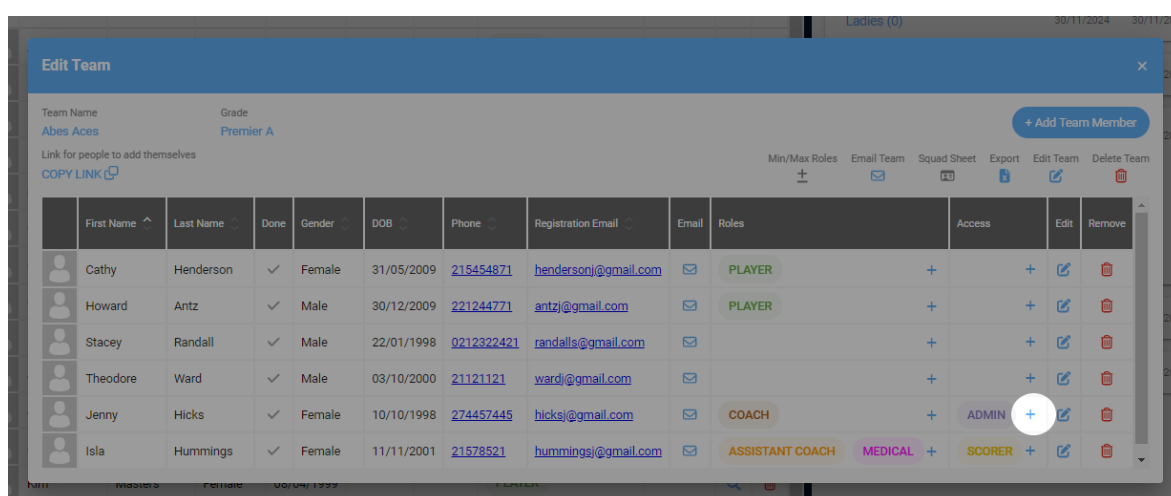 Ladies (0) 30/11/2024
Edit Team ×
Team Name Grade
Abes Aces Premier A
+ Add Team Member
Link for people to add themselves
COPY LINK
Min/Max Roles Email Team Squad Sheet Export Edit Team Delete Team
First Name Last Name Done Gender DOB Phone Registration Email Email Roles Access Edit Remove
Cathy Henderson Female 31/05/2009 215454871 hendersonj@gmail.com PLAYER + +
Howard Antz Male 30/12/2009 221244771 antzj@gmail.com PLAYER + +
Stacey Randall Male 22/01/1998 0212322421 randalls@gmail.com + +
Theodore Ward Male 03/10/2000 21121121 wardj@gmail.com + +
Jenny Hicks Female 10/10/1998 274457445 hicksj@gmail.com COACH + ADMIN +
Isla Hummings Female 11/11/2001 21578521 hummingsj@gmail.com ASSISTANT COACH MEDICAL + SCORER +
Kim Masters Female 08/04/1999 PLAYER